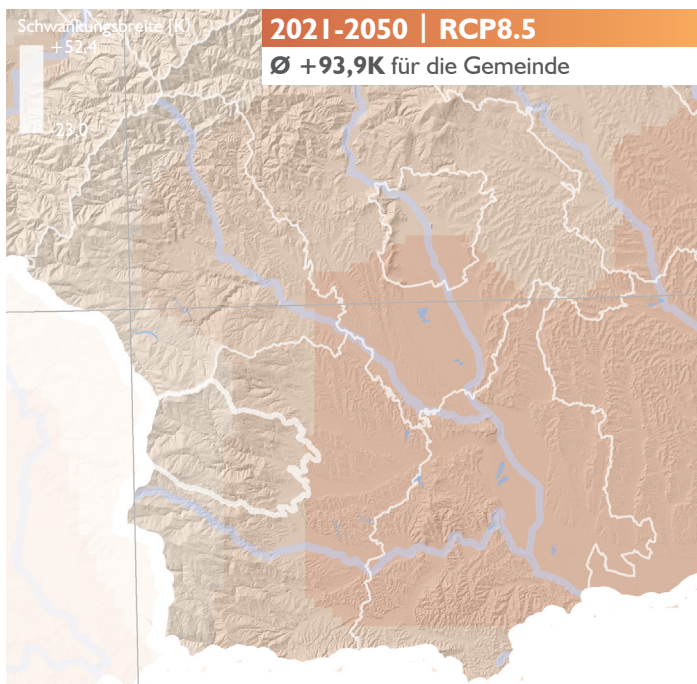 Schwankungsbreite [K]
+52,4
-23,0
2021-2050 | RCP8.5
Ø +93,9K für die Gemeinde